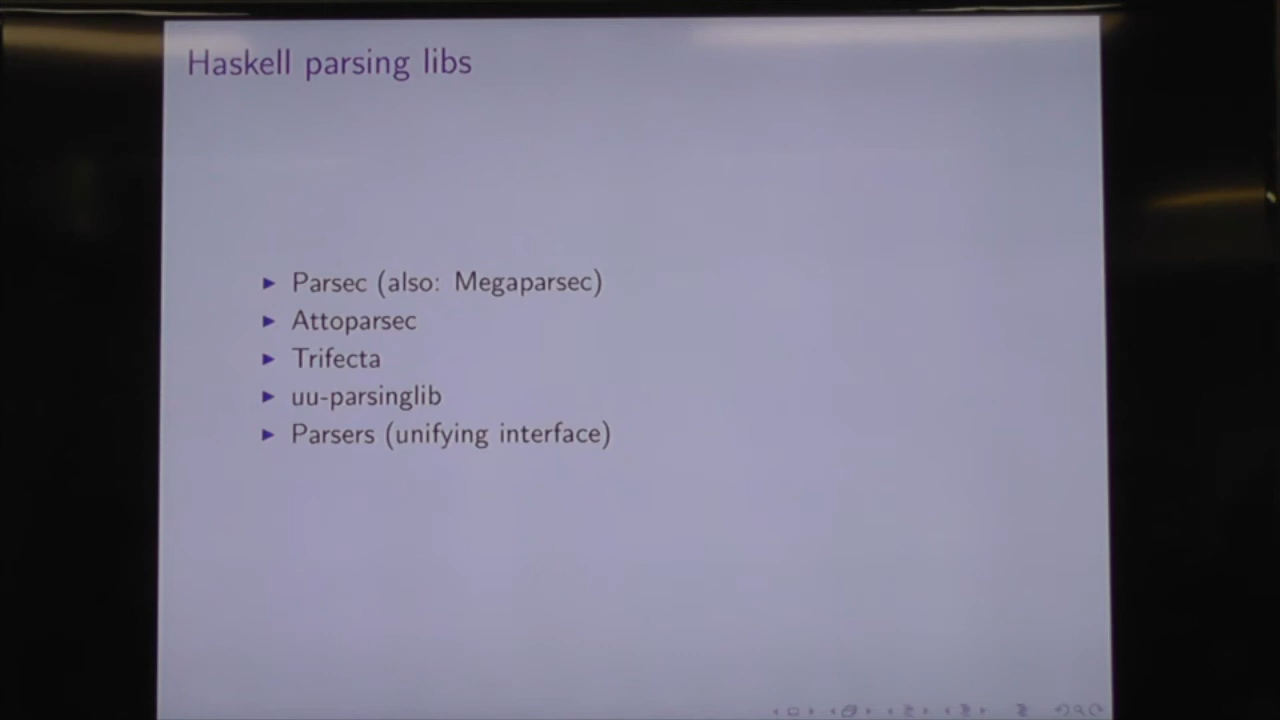 Haskell parsing libs
Parsec (also: Megaparsec)
Attoparsec
Trifecta
uu-parsinglib
Parsers (unifying interface)